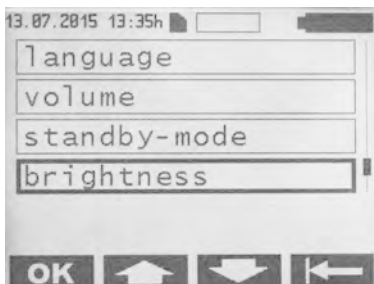 13.07.2015 13:35h
language
volume
standby-mode
brightness
OK